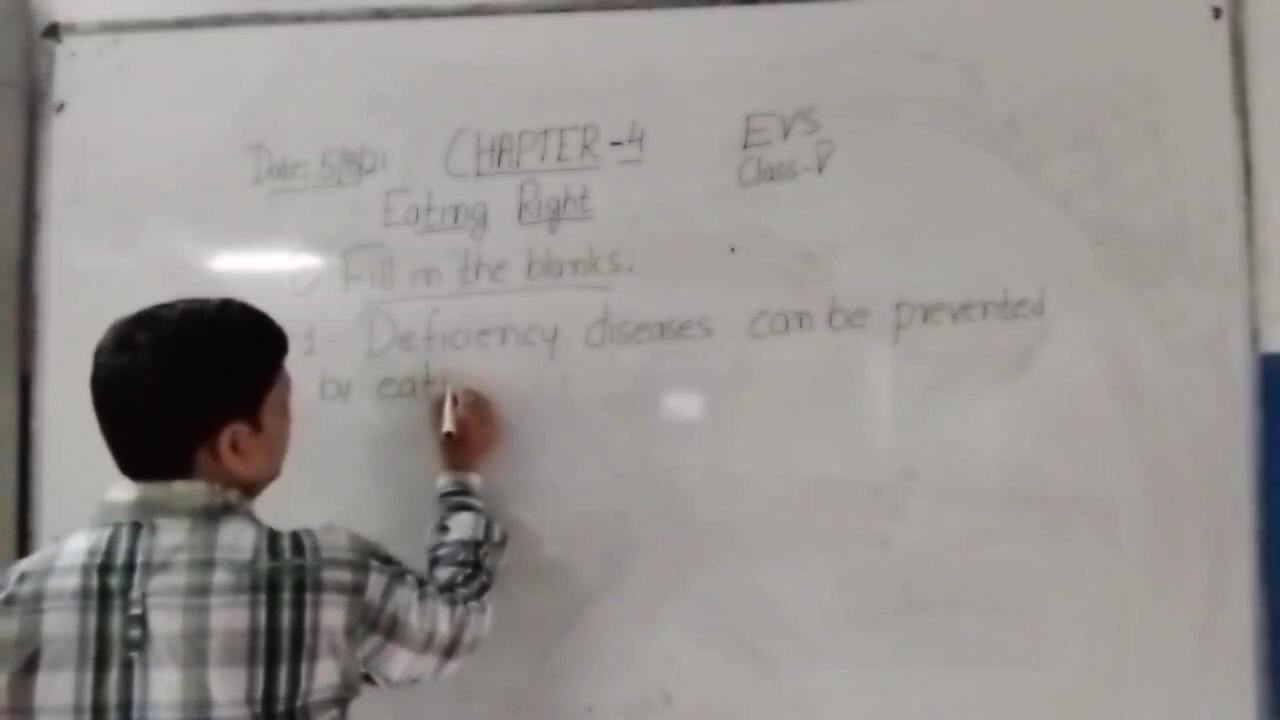 Date: 5/8/21 CHAPTER-4 EVS
Class-V
Eating Right
Fill in the blanks:
1- Deficiency diseases can be prevented
by eat